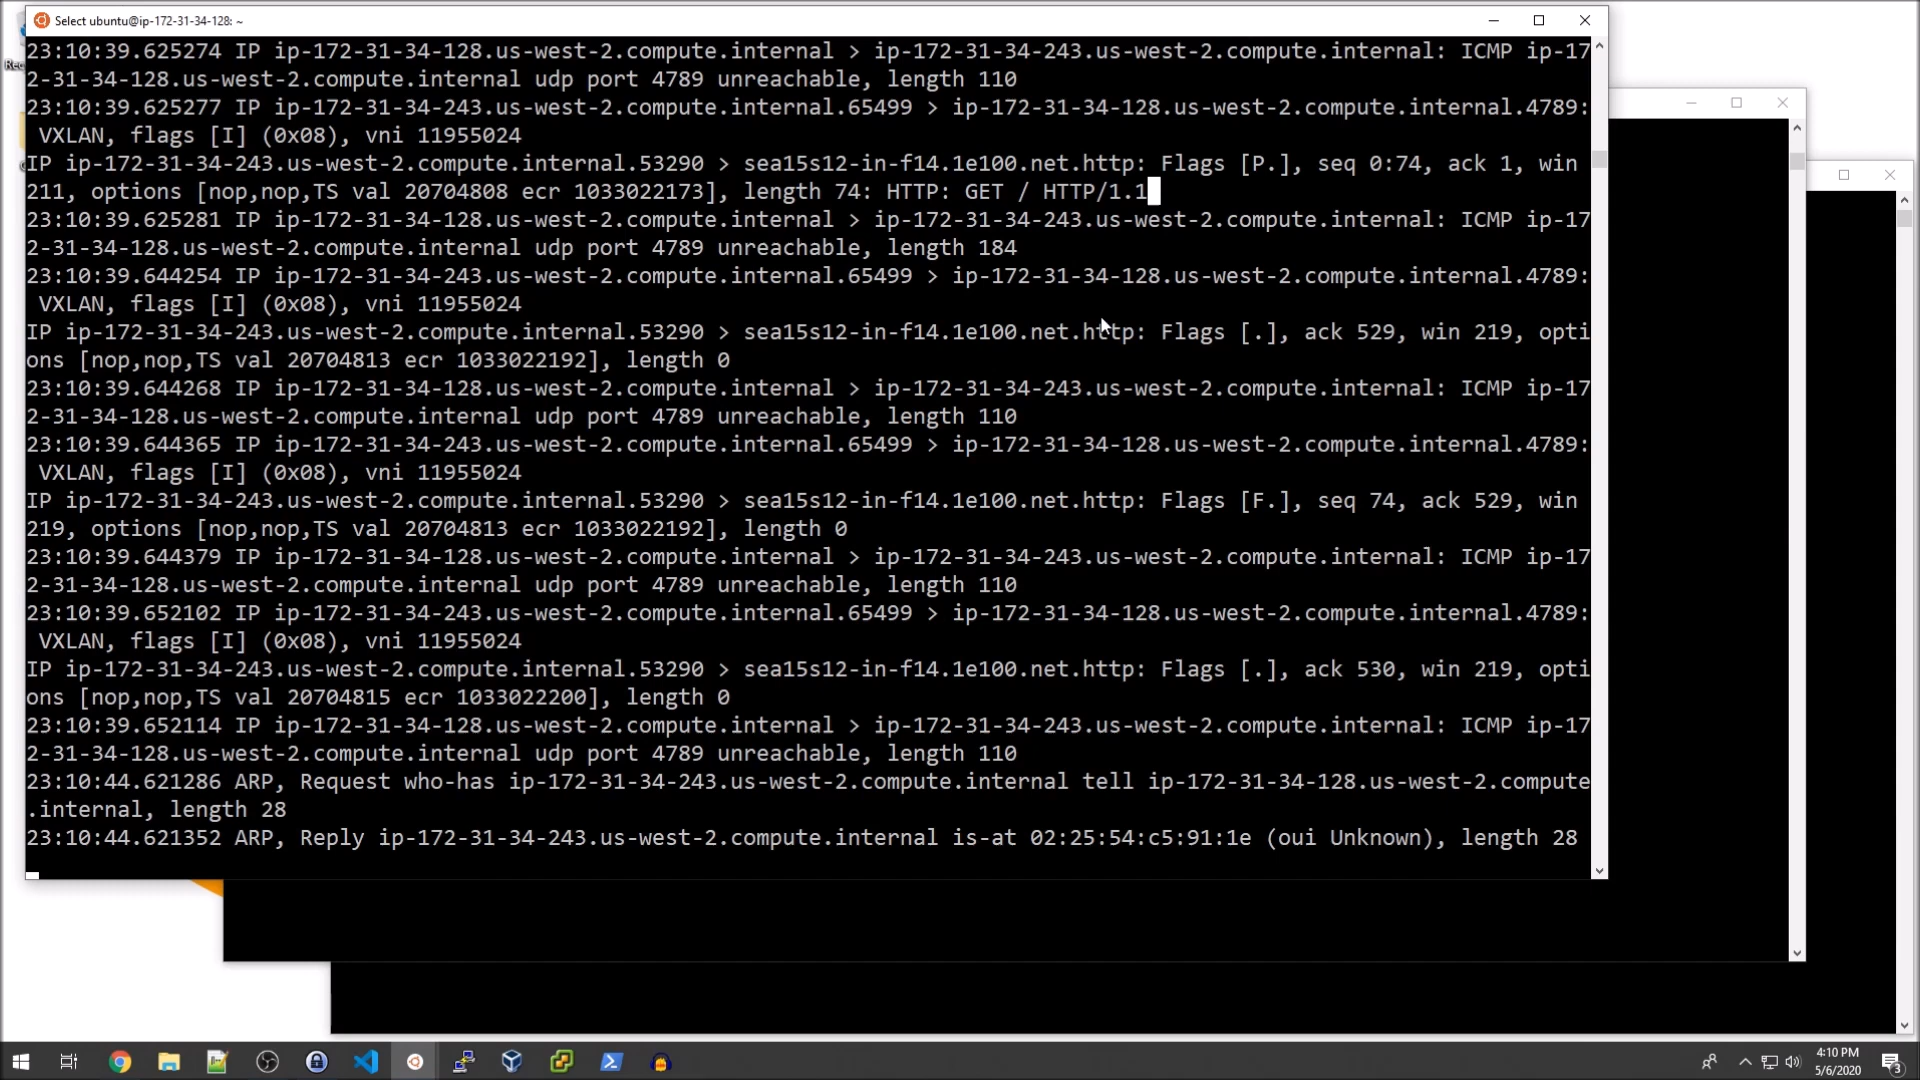 Select ubuntu@ip-172-31-34-128: ~
23:10:39.625274 IP ip-172-31-34-128.us-west-2.compute.internal > ip-172-31-34-243.us-west-2.compute.internal: ICMP ip-17
2-31-34-128.us-west-2.compute.internal udp port 4789 unreachable, length 110
23:10:39.625277 IP ip-172-31-34-243.us-west-2.compute.internal.65499 > ip-172-31-34-128.us-west-2.compute.internal.4789:
 VXLAN, flags [I] (0x08), vni 11955024
IP ip-172-31-34-243.us-west-2.compute.internal.53290 > sea15s12-in-f14.1e100.net.http: Flags [P.], seq 0:74, ack 1, win
211, options [nop,nop,TS val 20704808 ecr 1033022173], length 74: HTTP: GET / HTTP/1.1
23:10:39.625281 IP ip-172-31-34-128.us-west-2.compute.internal > ip-172-31-34-243.us-west-2.compute.internal: ICMP ip-17
2-31-34-128.us-west-2.compute.internal udp port 4789 unreachable, length 184
23:10:39.644254 IP ip-172-31-34-243.us-west-2.compute.internal.65499 > ip-172-31-34-128.us-west-2.compute.internal.4789:
 VXLAN, flags [I] (0x08), vni 11955024
IP ip-172-31-34-243.us-west-2.compute.internal.53290 > sea15s12-in-f14.1e100.net.http: Flags [.], ack 529, win 219, opti
ons [nop,nop,TS val 20704813 ecr 1033022192], length 0
23:10:39.644268 IP ip-172-31-34-128.us-west-2.compute.internal > ip-172-31-34-243.us-west-2.compute.internal: ICMP ip-17
2-31-34-128.us-west-2.compute.internal udp port 4789 unreachable, length 110
23:10:39.644365 IP ip-172-31-34-243.us-west-2.compute.internal.65499 > ip-172-31-34-128.us-west-2.compute.internal.4789:
 VXLAN, flags [I] (0x08), vni 11955024
IP ip-172-31-34-243.us-west-2.compute.internal.53290 > sea15s12-in-f14.1e100.net.http: Flags [F.], seq 74, ack 529, win
219, options [nop,nop,TS val 20704813 ecr 1033022192], length 0
23:10:39.644379 IP ip-172-31-34-128.us-west-2.compute.internal > ip-172-31-34-243.us-west-2.compute.internal: ICMP ip-17
2-31-34-128.us-west-2.compute.internal udp port 4789 unreachable, length 110
23:10:39.652102 IP ip-172-31-34-243.us-west-2.compute.internal.65499 > ip-172-31-34-128.us-west-2.compute.internal.4789:
 VXLAN, flags [I] (0x08), vni 11955024
IP ip-172-31-34-243.us-west-2.compute.internal.53290 > sea15s12-in-f14.1e100.net.http: Flags [.], ack 530, win 219, opti
ons [nop,nop,TS val 20704815 ecr 1033022200], length 0
23:10:39.652114 IP ip-172-31-34-128.us-west-2.compute.internal > ip-172-31-34-243.us-west-2.compute.internal: ICMP ip-17
2-31-34-128.us-west-2.compute.internal udp port 4789 unreachable, length 110
23:10:44.621286 ARP, Request who-has ip-172-31-34-243.us-west-2.compute.internal tell ip-172-31-34-128.us-west-2.compute
.internal, length 28
23:10:44.621352 ARP, Reply ip-172-31-34-243.us-west-2.compute.internal is-at 02:25:54:c5:91:1e (oui Unknown), length 28
4:10 PM
5/6/2020
3